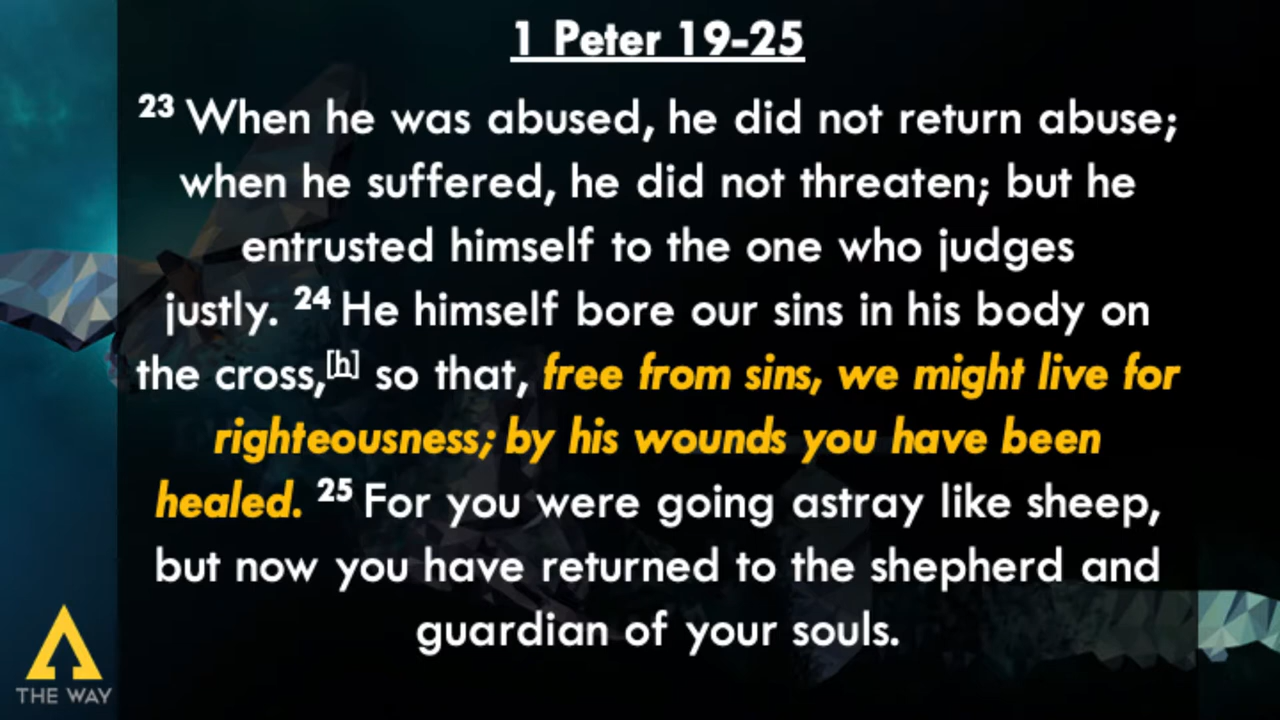 1 Peter 19-25
23 When he was abused, he did not return abuse;
when he suffered, he did not threaten; but he
entrusted himself to the one who judges
justly. 24 He himself bore our sins in his body on
the cross,[h] so that, free from sins, we might live for
righteousness; by his wounds you have been
healed. 25 For you were going astray like sheep,
but now you have returned to the shepherd and
guardian of your souls.
THE WAY